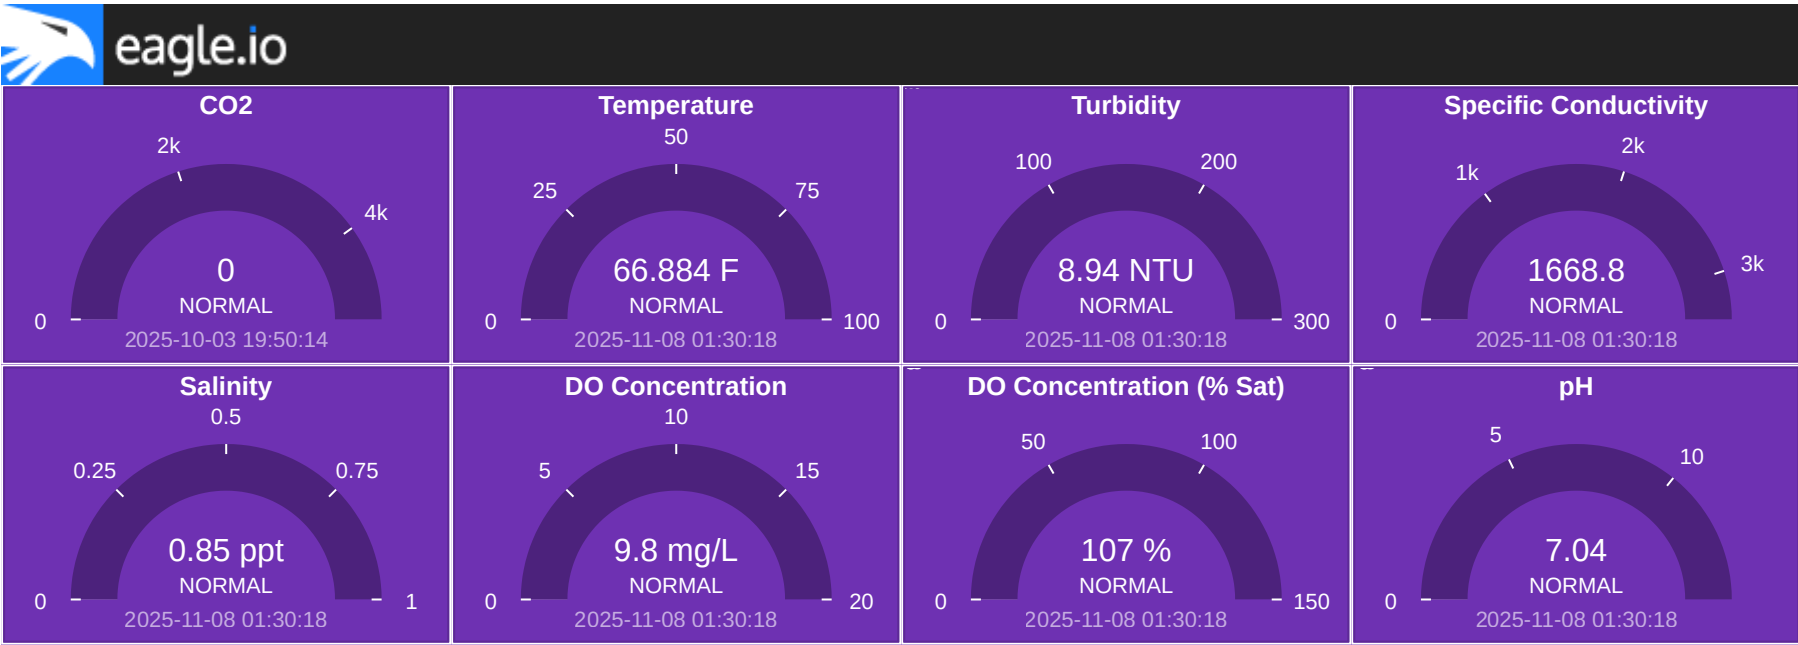 eagle.io
CO2
2k
4k
0
0
NORMAL
2025-10-03 19:50:14
Temperature
50
25
75
66.884 F
NORMAL
0
100
2025-11-08 01:30:18
Turbidity
100
200
8.94 NTU
NORMAL
0
300
2025-11-08 01:30:18
Specific Conductivity
2k
1k
3k
1668.8
NORMAL
0
2025-11-08 01:30:18
Salinity
0.5
0.25
0.75
0.85 ppt
NORMAL
0
1
2025-11-08 01:30:18
DO Concentration
10
5
15
9.8 mg/L
NORMAL
0
20
2025-11-08 01:30:18
DO Concentration (% Sat)
50
100
107 %
NORMAL
0
150
2025-11-08 01:30:18
pH
5
10
7.04
NORMAL
0
2025-11-08 01:30:18